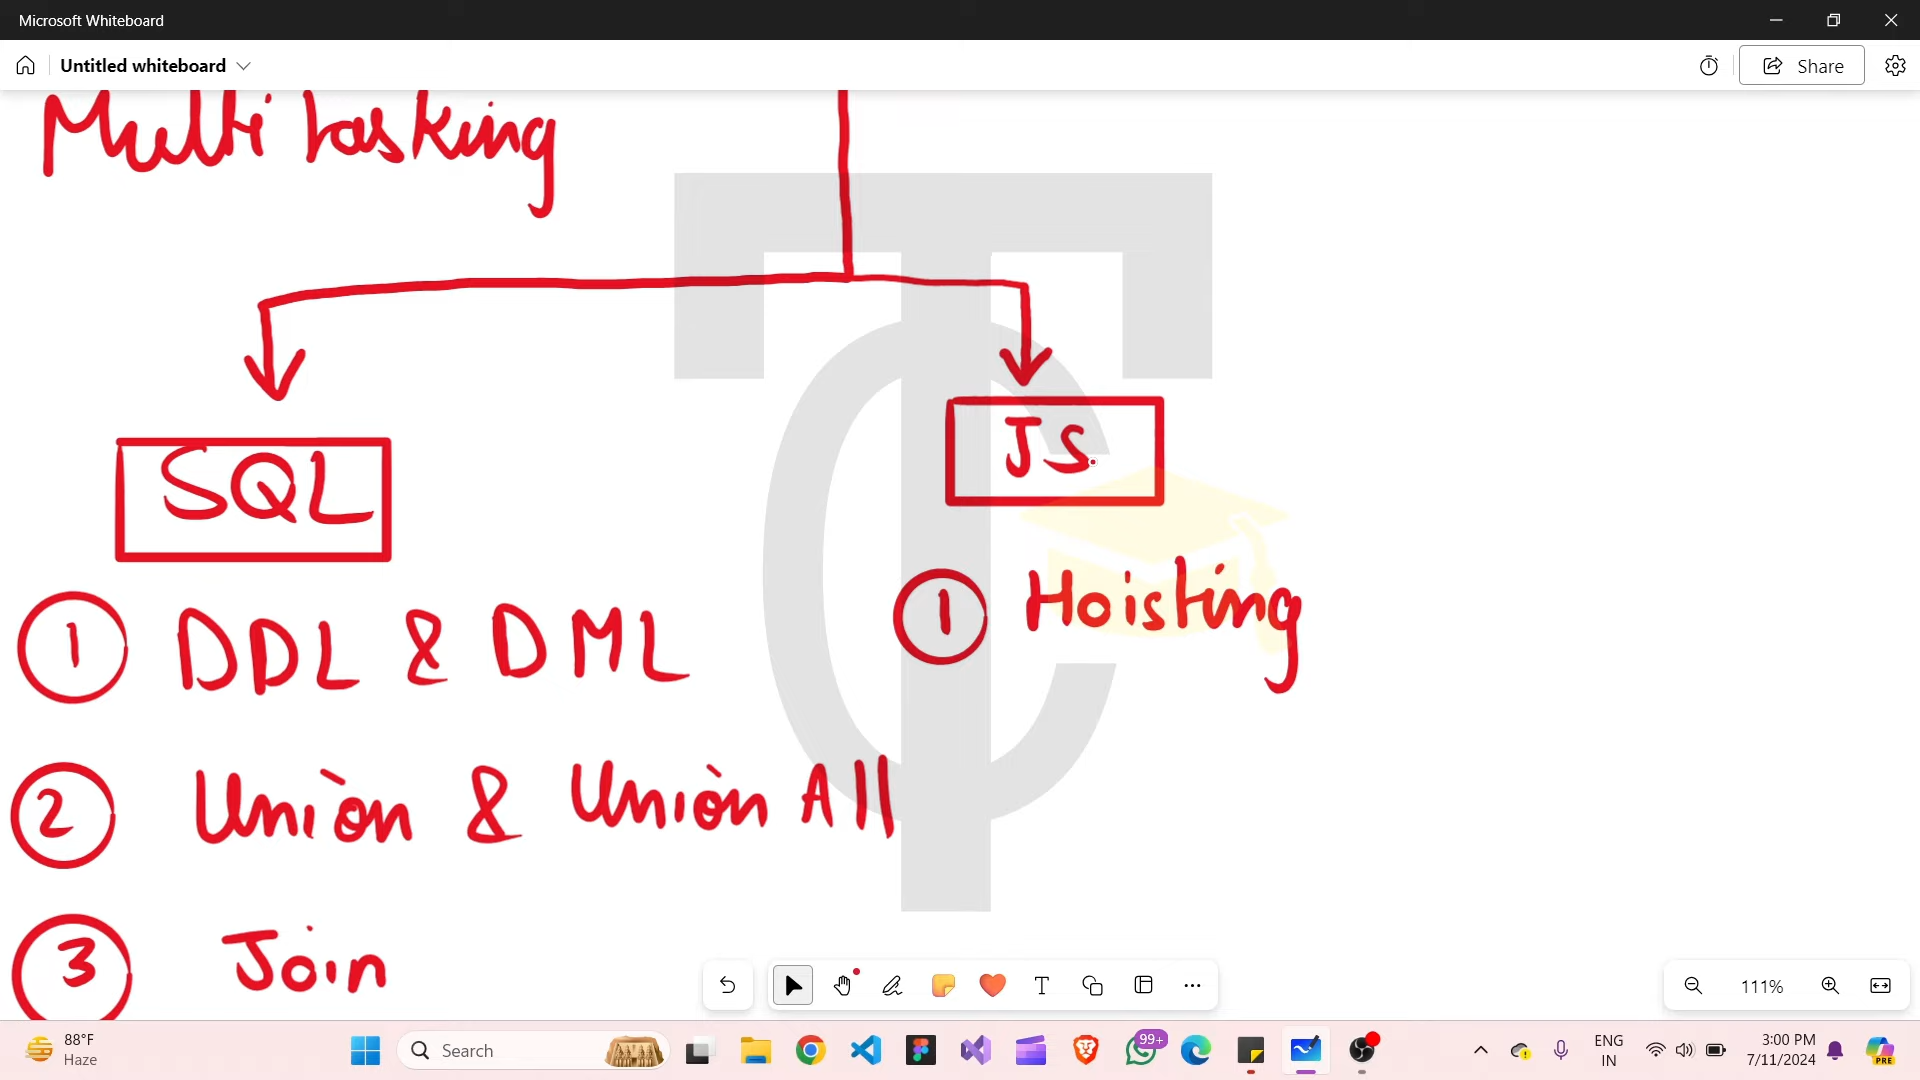 Microsoft Whiteboard
Untitled whiteboard
Share
Multi tasking
SQL
JS
1 DDL & DML
1 Hoisting
2 Union & Union All
3 Join
111%
88°F
Haze
Search
99+
ENG
IN
3:00 PM
7/11/2024
PRE